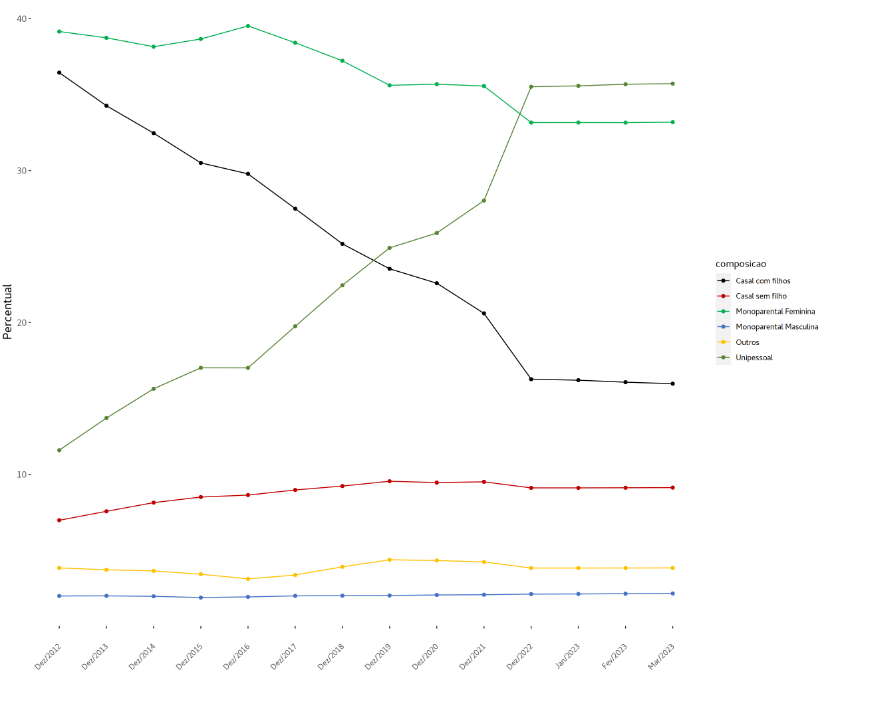 40
30
20
10
Percentual
Dez/2012
Dez/2013
Dez/2014
Dez/2015
Dez/2016
Dez/2017
Dez/2018
Dez/2019
Dez/2020
Dez/2021
Dez/2022
Jan/2023
Fev/2023
Mar/2023
composicao
Casal com filhos
Casal sem filho
Monoparental Feminina
Monoparental Masculina
Outros
Unipessoal